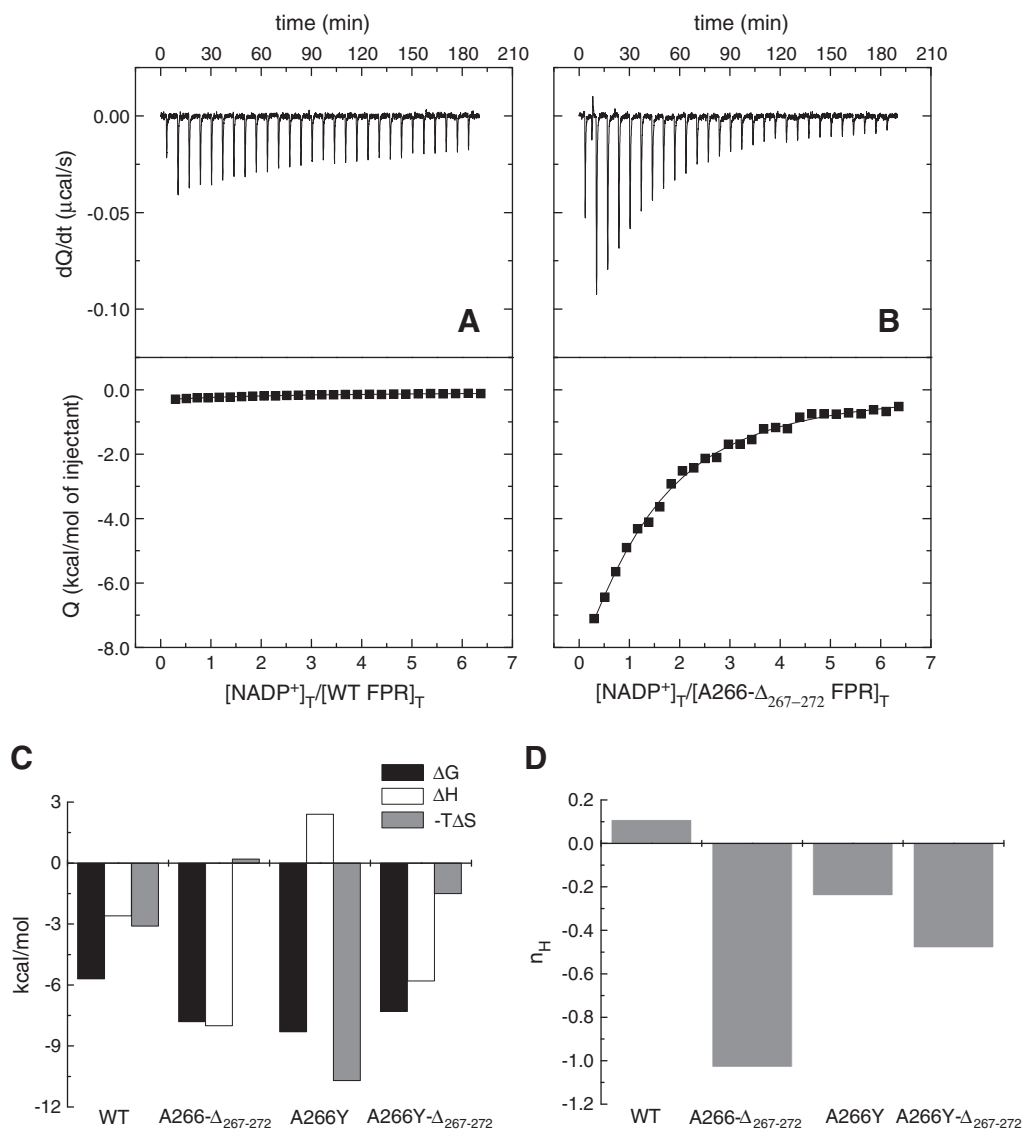 time (min)
time (min)
0 30 60 90 120 150 180 210
0 30 60 90 120 150 180 210
0.00
-0.05
-0.10
dQ/dt (μcal/s)
A
B
0.0
-2.0
-4.0
-6.0
-8.0
Q (kcal/mol of injectant)
0 1 2 3 4 5 6 7
0 1 2 3 4 5 6 7
[NADP⁺]T/[WT FPR]T
[NADP⁺]T/[A266-Δ₂₆₇₋₂₇₂ FPR]T
C
ΔG
ΔH
-TΔS
3
0
-3
-6
-9
-12
kcal/mol
WT A266-Δ₂₆₇₋₂₇₂ A266Y A266Y-Δ₂₆₇₋₂₇₂
D
0.2
0.0
-0.2
-0.4
-0.6
-0.8
-1.0
-1.2
nH
WT A266-Δ₂₆₇₋₂₇₂ A266Y A266Y-Δ₂₆₇₋₂₇₂